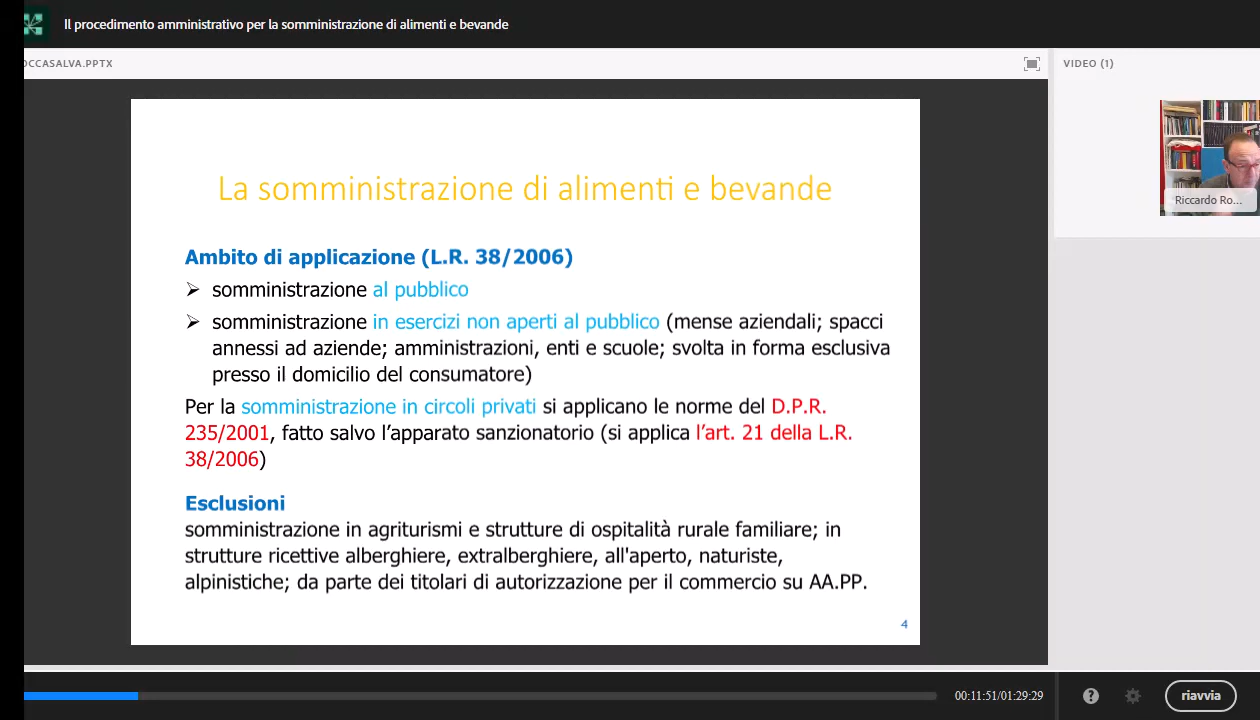 Il procedimento amministrativo per la somministrazione di alimenti e bevande
OCCASALVA.PPTX
VIDEO (1)
Riccardo Ro...
La somministrazione di alimenti e bevande
Ambito di applicazione (L.R. 38/2006)
➢ somministrazione al pubblico
➢ somministrazione in esercizi non aperti al pubblico (mense aziendali; spacci
annessi ad aziende; amministrazioni, enti e scuole; svolta in forma esclusiva
presso il domicilio del consumatore)
Per la somministrazione in circoli privati si applicano le norme del D.P.R.
235/2001, fatto salvo l'apparato sanzionatorio (si applica l'art. 21 della L.R.
38/2006)
Esclusioni
somministrazione in agriturismi e strutture di ospitalità rurale familiare; in
strutture ricettive alberghiere, extralberghiere, all'aperto, naturiste,
alpinistiche; da parte dei titolari di autorizzazione per il commercio su AA.PP.
4
00:11:51/01:29:29
?
riavvia